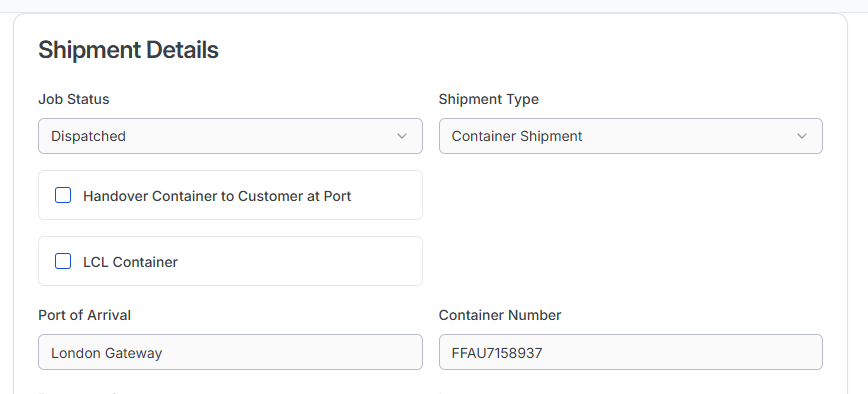 Shipment Details
Job Status
Shipment Type
Dispatched
Container Shipment
Handover Container to Customer at Port
LCL Container
Port of Arrival
Container Number
London Gateway
FFAU7158937